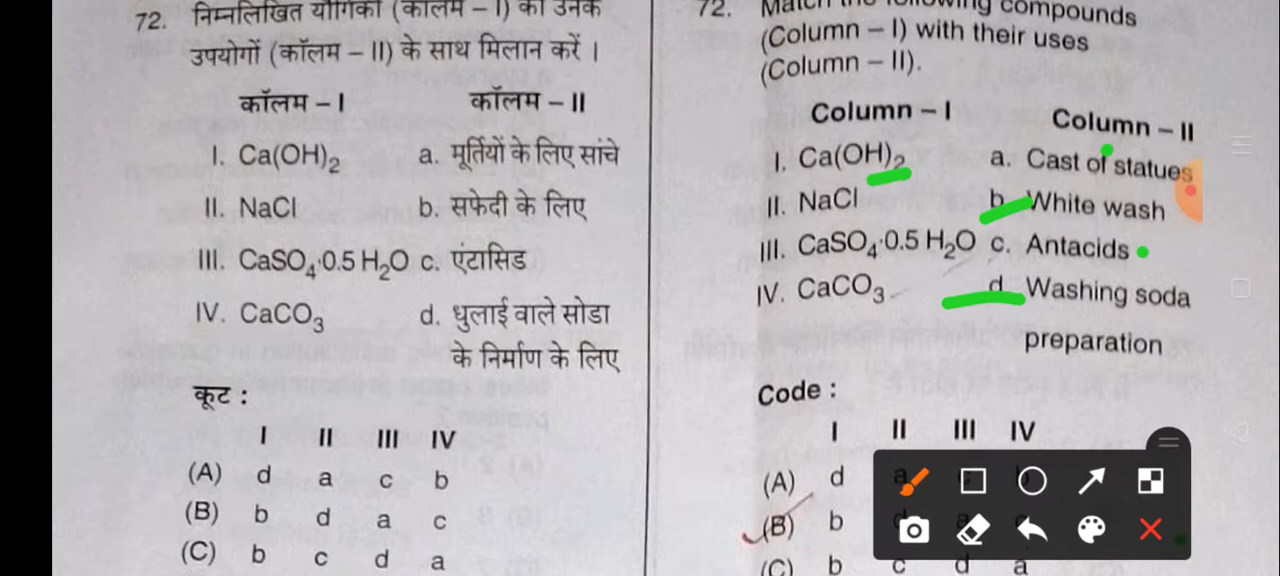 72. निम्नलिखित यौगिकों (कॉलम – I) को उनके
उपयोगों (कॉलम – II) के साथ मिलान करें ।
कॉलम – I कॉलम – II
I. Ca(OH)₂ a. मूर्तियों के लिए सांचे
II. NaCl b. सफेदी के लिए
III. CaSO₄·0.5 H₂O c. एंटासिड
IV. CaCO₃ d. धुलाई वाले सोडा
के निर्माण के लिए
कूट :
I II III IV
(A) d a c b
(B) b d a c
(C) b c d a
72. Match the following compounds
(Column – I) with their uses
(Column – II).
Column – I Column – II
I. Ca(OH)₂ a. Cast of statues
II. NaCl b. White wash
III. CaSO₄·0.5 H₂O c. Antacids
IV. CaCO₃ d. Washing soda
preparation
Code :
I II III IV
(A) d a
(B) b
(C) b c d a